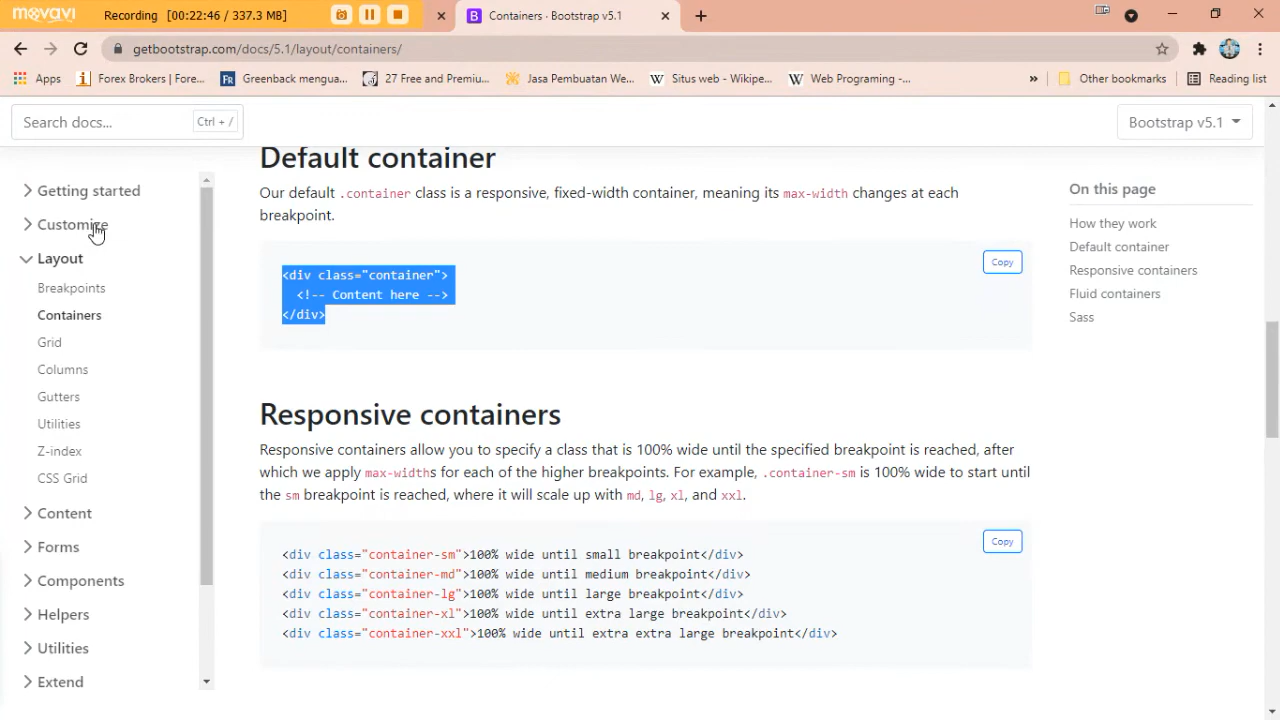 movavi Recording [00:22:46 / 337.3 MB]
B Containers · Bootstrap v5.1
getbootstrap.com/docs/5.1/layout/containers/
Apps Forex Brokers | Fore... FR Greenback mengua... 27 Free and Premiu... Jasa Pembuatan We... W Situs web - Wikipe... W Web Programing -... » Other bookmarks Reading list
Search docs... Ctrl + / Bootstrap v5.1
Getting started
Customize
Layout
Breakpoints
Containers
Grid
Columns
Gutters
Utilities
Z-index
CSS Grid
Content
Forms
Components
Helpers
Utilities
Extend
Default container
Our default .container class is a responsive, fixed-width container, meaning its max-width changes at each
breakpoint.
Copy
<div class="container">
<!-- Content here -->
</div>
Responsive containers
Responsive containers allow you to specify a class that is 100% wide until the specified breakpoint is reached, after
which we apply max-widths for each of the higher breakpoints. For example, .container-sm is 100% wide to start until
the sm breakpoint is reached, where it will scale up with md, lg, xl, and xxl.
Copy
<div class="container-sm">100% wide until small breakpoint</div>
<div class="container-md">100% wide until medium breakpoint</div>
<div class="container-lg">100% wide until large breakpoint</div>
<div class="container-xl">100% wide until extra large breakpoint</div>
<div class="container-xxl">100% wide until extra extra large breakpoint</div>
On this page
How they work
Default container
Responsive containers
Fluid containers
Sass